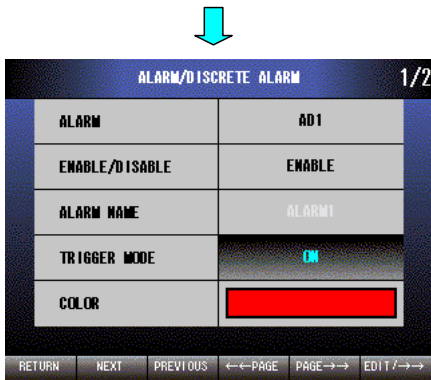 ALARM/DISCRETE ALARM 1/2
ALARM AD1
ENABLE/DISABLE ENABLE
ALARM NAME ALARM1
TRIGGER MODE ON
COLOR
RETURN NEXT PREVIOUS ←←PAGE PAGE→→ EDIT/→→